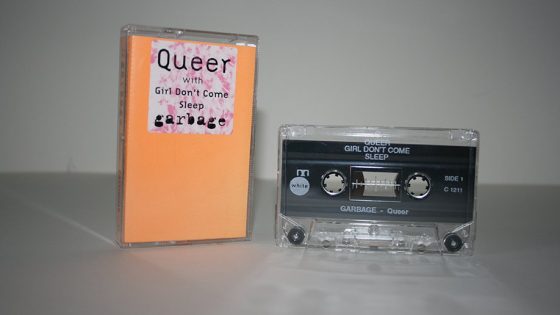 Queer
with
Girl Don't Come
Sleep
garbage
QUEER
GIRL DON'T COME
SLEEP
m
white
SIDE 1
C 1211
GARBAGE - Queer